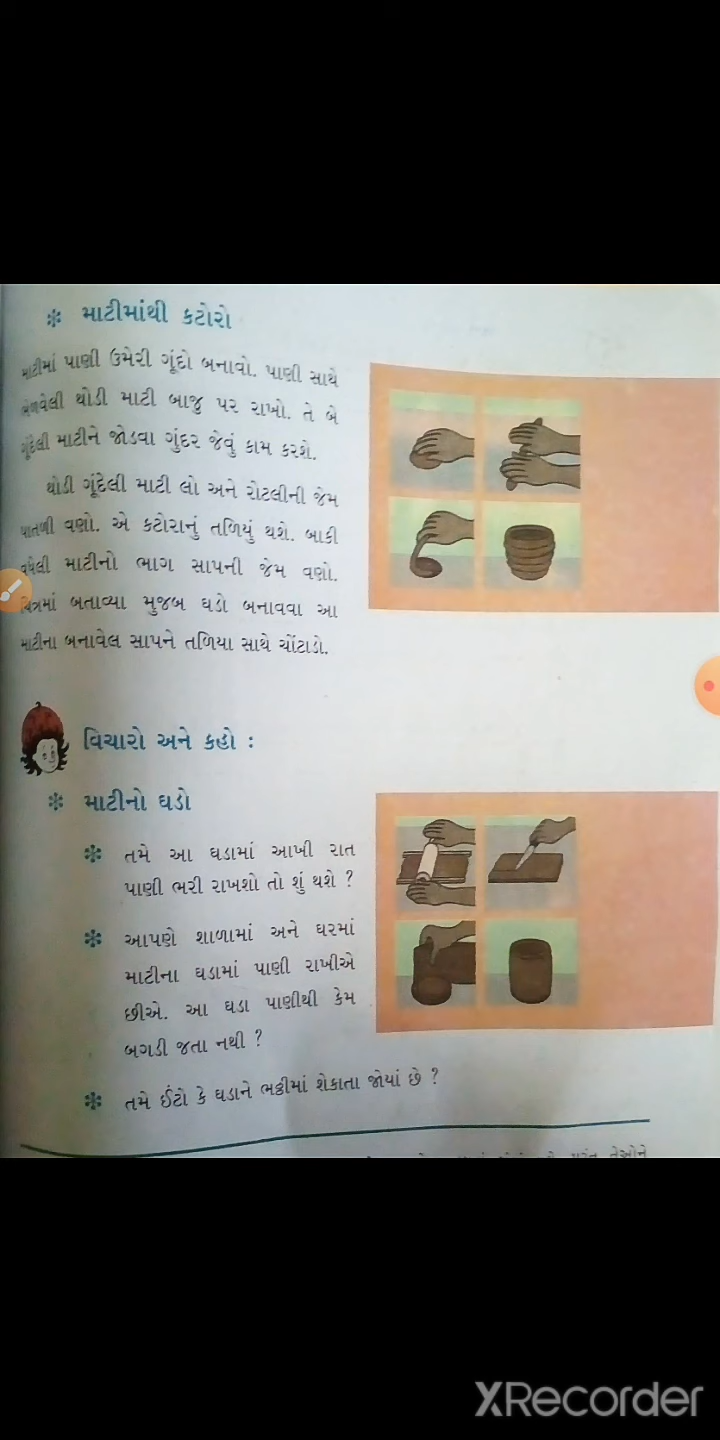 ❇ માટીમાંથી કટોરો
માટીમાં પાણી ઉમેરી ગૂંદો બનાવો. પાણી સાથે
ભેળવેલી થોડી માટી બાજુ પર રાખો. તે બે
ગૂંદેલી માટીને જોડવા ગુંદર જેવું કામ કરશે.
થોડી ગૂંદેલી માટી લો અને રોટલીની જેમ
પાતળી વણો. એ કટોરાનું તળિયું થશે. બાકી
વધેલી માટીનો ભાગ સાપની જેમ વણો.
ચિત્રમાં બતાવ્યા મુજબ ઘડો બનાવવા આ
માટીના બનાવેલ સાપને તળિયા સાથે ચોંટાડો.
વિચારો અને કહો :
❇ માટીનો ઘડો
❇ તમે આ ઘડામાં આખી રાત
પાણી ભરી રાખશો તો શું થશે ?
❇ આપણે શાળામાં અને ઘરમાં
માટીના ઘડામાં પાણી રાખીએ
છીએ. આ ઘડા પાણીથી કેમ
બગડી જતા નથી ?
❇ તમે ઈંટો કે ઘડાને ભઠ્ઠીમાં શેકાતા જોયાં છે ?
XRecorder